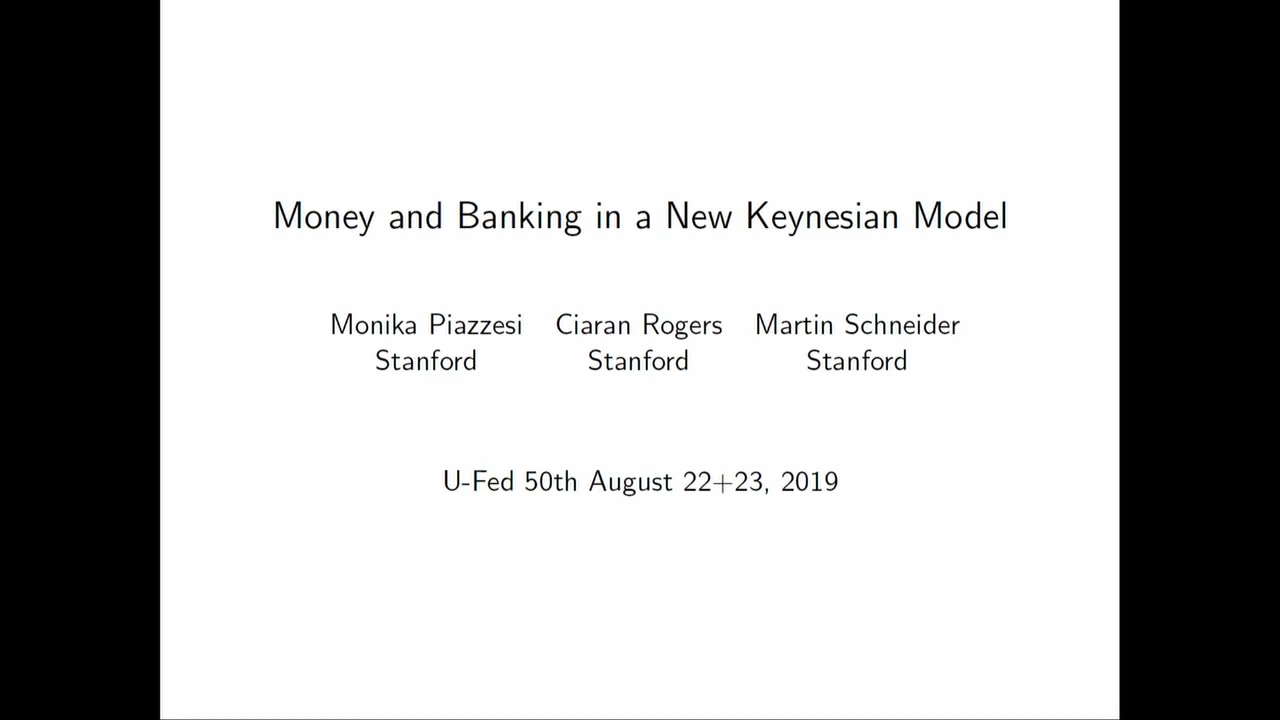 Money and Banking in a New Keynesian Model
Monika Piazzesi Ciaran Rogers Martin Schneider
Stanford Stanford Stanford
U-Fed 50th August 22+23, 2019